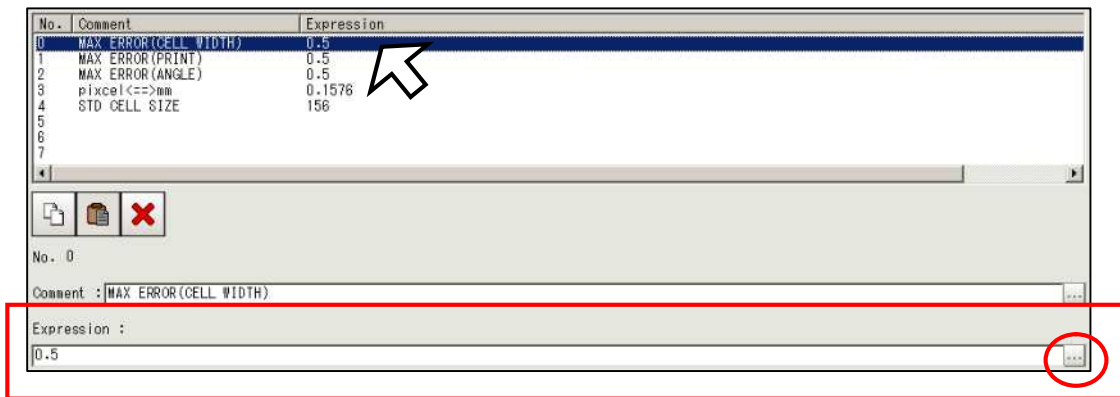 No. Comment Expression
0 MAX ERROR(CELL WIDTH) 0.5
1 MAX ERROR(PRINT) 0.5
2 MAX ERROR(ANGLE) 0.5
3 pixcel<==>mm 0.1576
4 STD CELL SIZE 156
5
6
7
No. 0
Comment : MAX ERROR(CELL WIDTH) ...
Expression :
0.5 ...